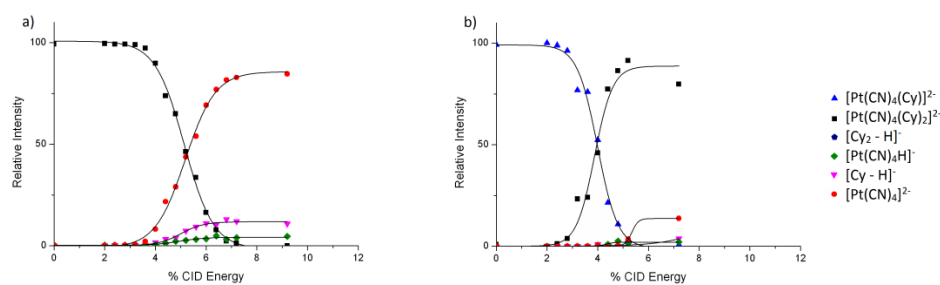 a)
100
50
0
Relative Intensity
0 2 4 6 8 10 12
% CID Energy
b)
100
50
0
Relative Intensity
0 2 4 6 8 10 12
% CID Energy
[Pt(CN)₄(Cy)]²⁻
[Pt(CN)₄(Cy)₂]²⁻
[Cy₂ - H]⁻
[Pt(CN)₄H]⁻
[Cy - H]⁻
[Pt(CN)₄]²⁻